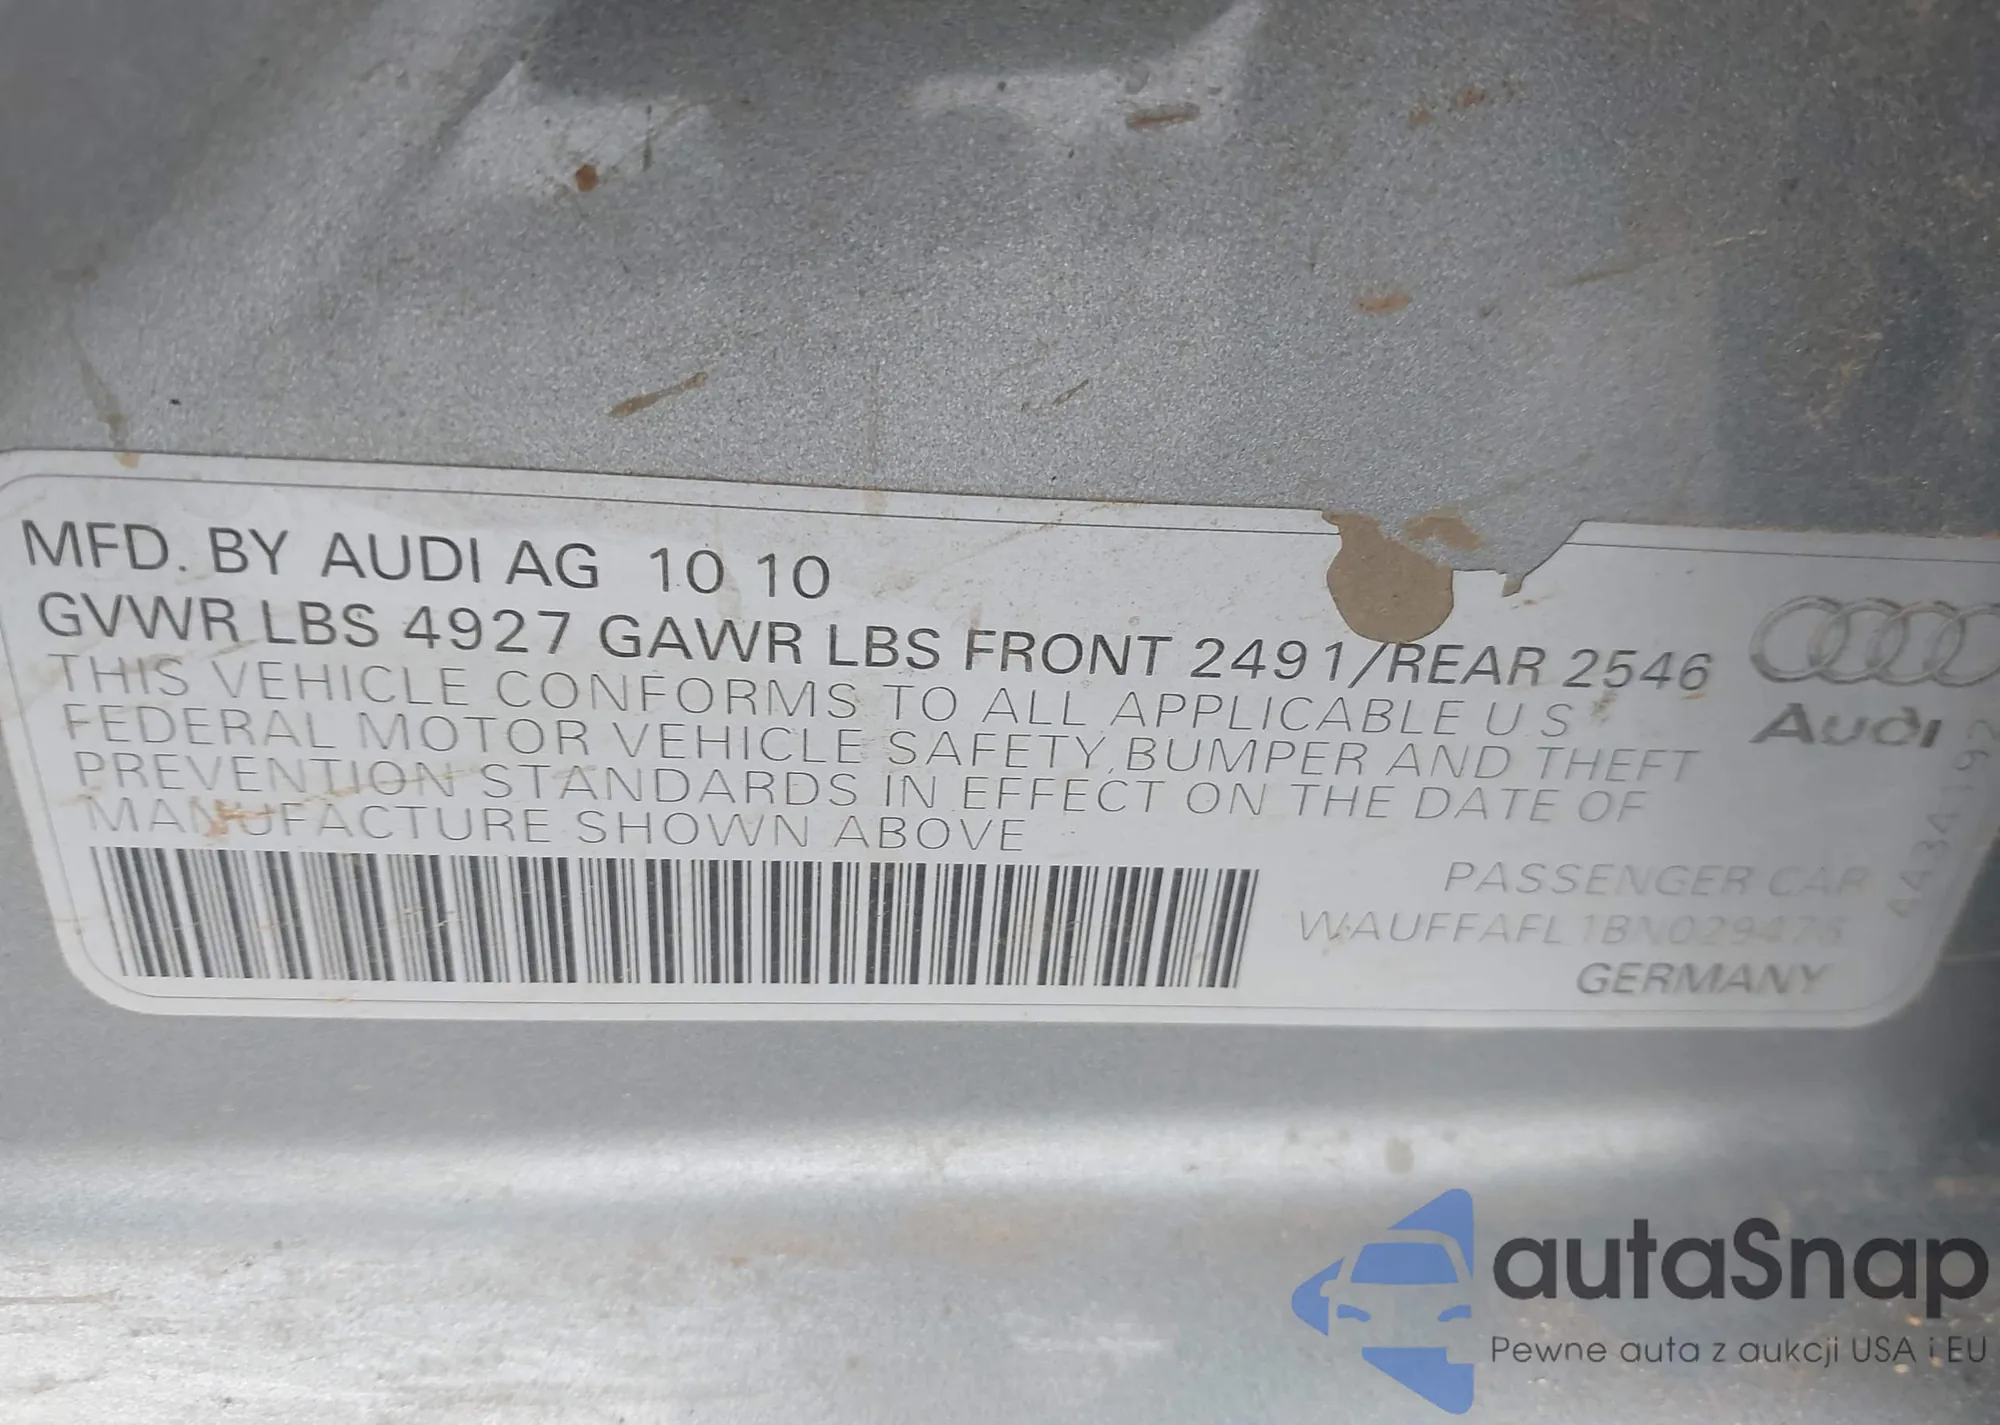 MFD. BY AUDI AG 10 10
GVWR LBS 4927 GAWR LBS FRONT 2491/REAR 2546
THIS VEHICLE CONFORMS TO ALL APPLICABLE U S
FEDERAL MOTOR VEHICLE SAFETY, BUMPER AND THEFT
PREVENTION STANDARDS IN EFFECT ON THE DATE OF
MANUFACTURE SHOWN ABOVE
Audi
PASSENGER CAR
WAUFFAFL1BN029478
GERMANY
autaSnap
Pewne auta z aukcji USA i EU